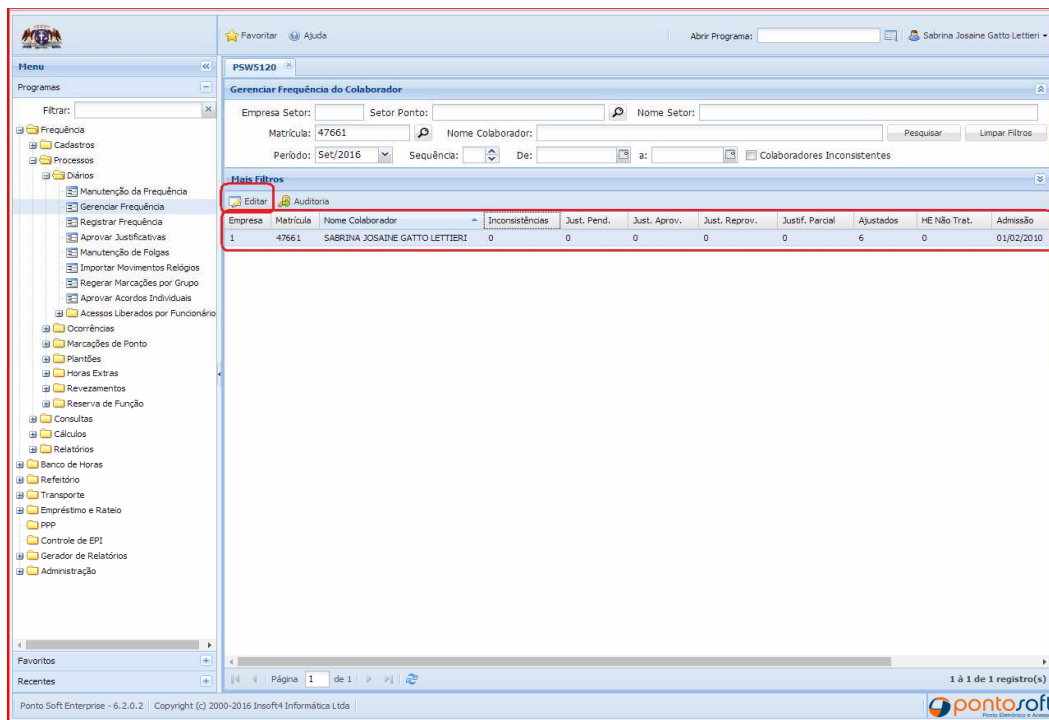 Favoritar Ajuda Abrir Programa: Sabrina Josaine Gatto Lettieri
Menu
Programas
Filtrar:
Frequência
Cadastros
Processos
Diários
Manutenção da Frequência
Gerenciar Frequência
Registrar Frequência
Aprovar Justificativas
Manutenção de Folgas
Importar Movimentos Relógios
Regerar Marcações por Grupo
Aprovar Acordos Individuais
Acessos Liberados por Funcionário
Ocorrências
Marcações de Ponto
Plantões
Horas Extras
Revezamentos
Reserva de Função
Consultas
Cálculos
Relatórios
Banco de Horas
Refeitório
Transporte
Empréstimo e Rateio
PPP
Controle de EPI
Gerador de Relatórios
Administração
Favoritos
Recentes
PSW5120
Gerenciar Frequência do Colaborador
Empresa Setor: Setor Ponto: Nome Setor:
Matrícula: 47661 Nome Colaborador: Pesquisar Limpar Filtros
Período: Set/2016 Sequência: De: a: Colaboradores Inconsistentes
Mais Filtros
Editar Auditoria
Empresa Matrícula Nome Colaborador Inconsistências Just. Pend. Just. Aprov. Just. Reprov. Justif. Parcial Ajustados HE Não Trat. Admissão
1 47661 SABRINA JOSAINE GATTO LETTIERI 0 0 0 0 0 6 0 01/02/2010
Página 1 de 1 1 à 1 de 1 registro(s)
Ponto Soft Enterprise - 6.2.0.2 Copyright (c) 2000-2016 Insoft4 Informática Ltda
pontosoft
Ponto Eletrônico e Acesso